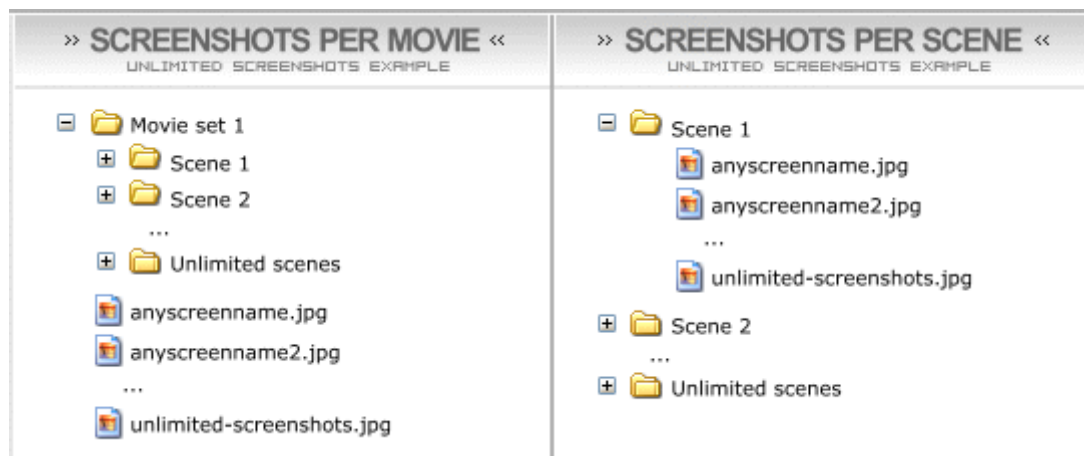 » SCREENSHOTS PER MOVIE «
UNLIMITED SCREENSHOTS EXAMPLE
Movie set 1
Scene 1
Scene 2
...
Unlimited scenes
anyscreenname.jpg
anyscreenname2.jpg
...
unlimited-screenshots.jpg
» SCREENSHOTS PER SCENE «
UNLIMITED SCREENSHOTS EXAMPLE
Scene 1
anyscreenname.jpg
anyscreenname2.jpg
...
unlimited-screenshots.jpg
Scene 2
...
Unlimited scenes